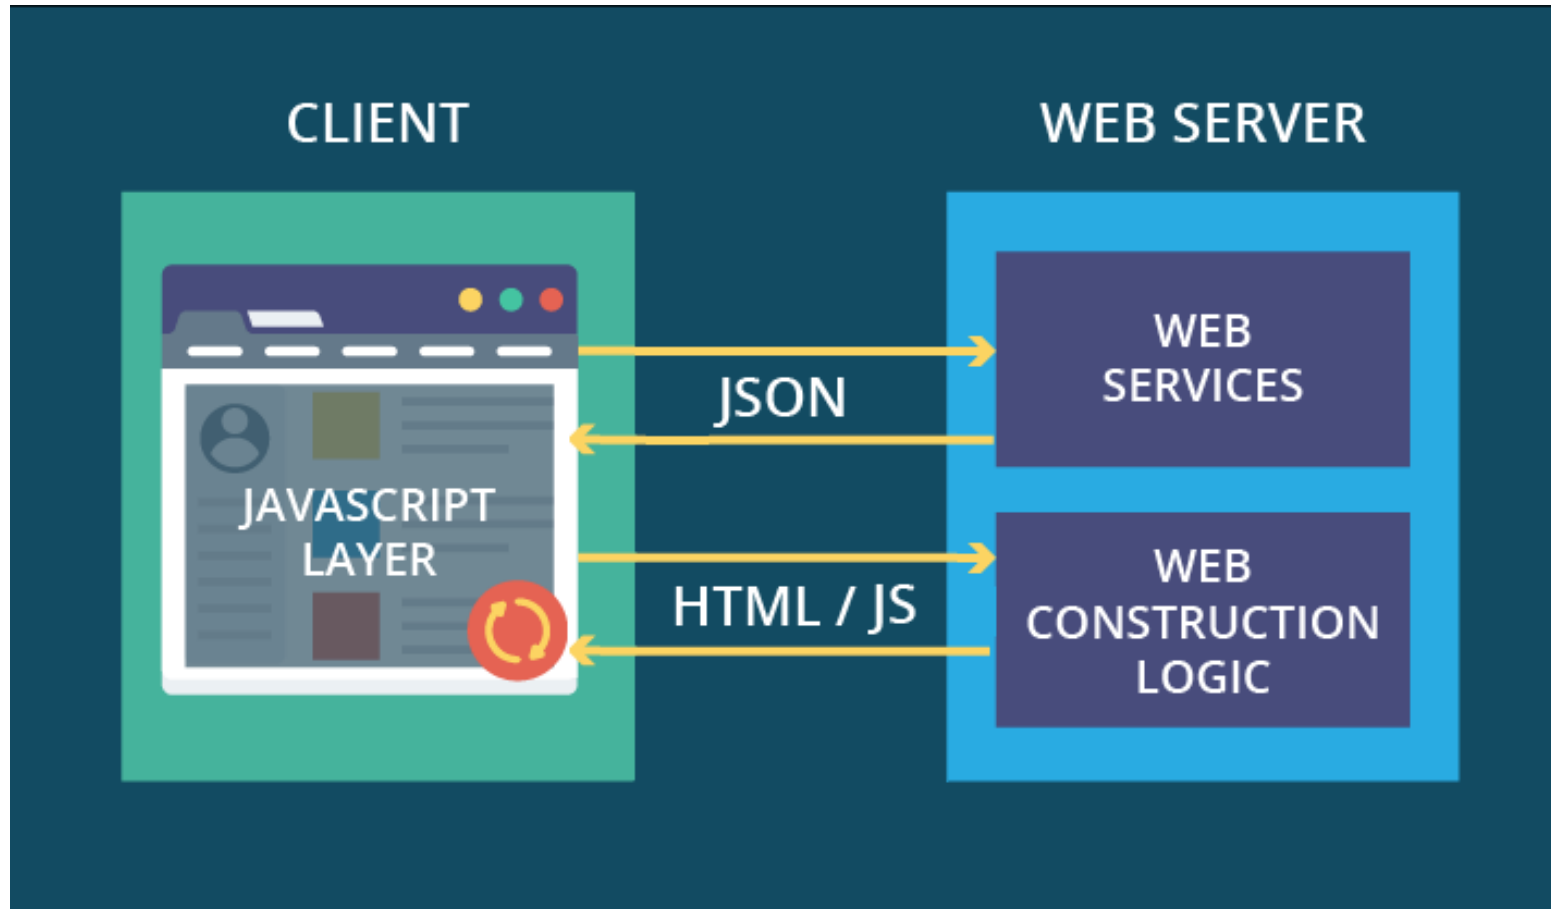 CLIENT
WEB SERVER
JAVASCRIPT
LAYER
JSON
HTML / JS
WEB
SERVICES
WEB
CONSTRUCTION
LOGIC